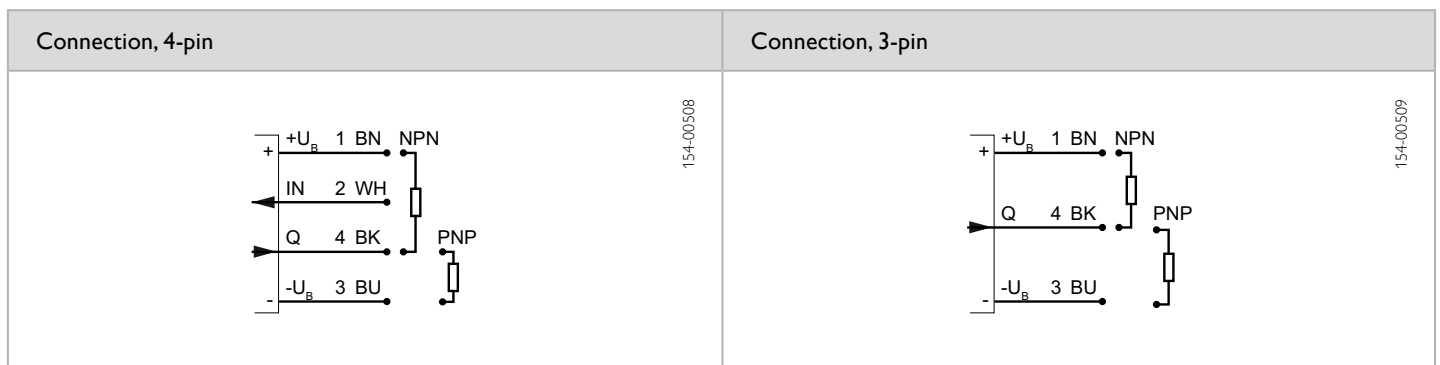 Connection, 4-pin
Connection, 3-pin
+U_B 1 BN NPN
+
IN 2 WH
Q 4 BK PNP
-U_B 3 BU
-
154-00508
+U_B 1 BN NPN
+
Q 4 BK PNP
-U_B 3 BU
-
154-00509